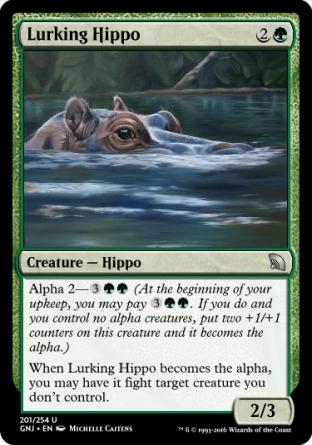 Lurking Hippo 2
Creature — Hippo
Alpha 2—3 (At the beginning of your
upkeep, you may pay 3. If you do and
you control no alpha creatures, put two +1/+1
counters on this creature and it becomes the
alpha.)
When Lurking Hippo becomes the alpha,
you may have it fight target creature you
don't control.
2/3
201/254 U
GNJ • EN MICHELLE CAITENS
™ & © 1993-2016 Wizards of the Coast